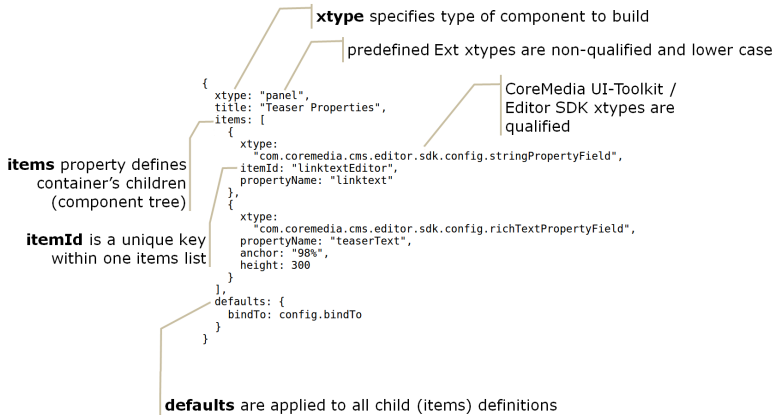 xtype specifies type of component to build
predefined Ext xtypes are non-qualified and lower case
CoreMedia UI-Toolkit /
Editor SDK xtypes are
qualified
{
xtype: "panel",
title: "Teaser Properties",
items: [
{
xtype:
"com.coremedia.cms.editor.sdk.config.stringPropertyField",
itemId: "linktextEditor",
propertyName: "linktext"
},
{
xtype:
"com.coremedia.cms.editor.sdk.config.richTextPropertyField",
propertyName: "teaserText",
anchor: "98%",
height: 300
}
],
defaults: {
bindTo: config.bindTo
}
}
items property defines
container’s children
(component tree)
itemId is a unique key
within one items list
defaults are applied to all child (items) definitions